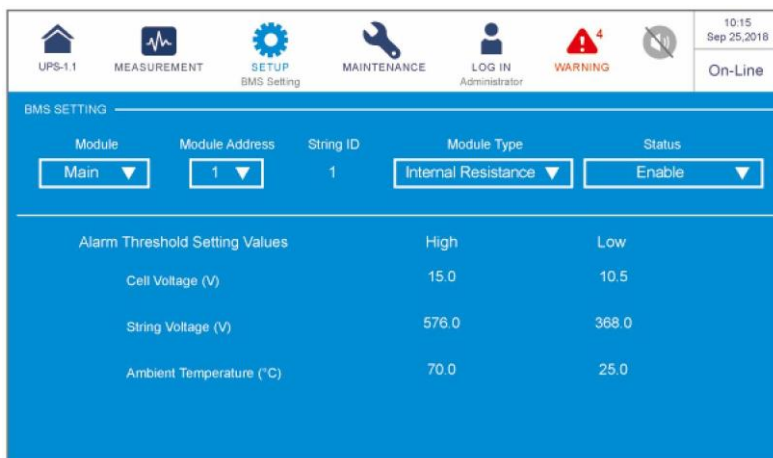 10:15
Sep 25,2018
4
UPS-1.1 MEASUREMENT SETUP MAINTENANCE LOG IN WARNING
BMS Setting Administrator
On-Line
BMS SETTING
Module Module Address String ID Module Type Status
Main 1 1 Internal Resistance Enable
Alarm Threshold Setting Values High Low
Cell Voltage (V) 15.0 10.5
String Voltage (V) 576.0 368.0
Ambient Temperature (°C) 70.0 25.0